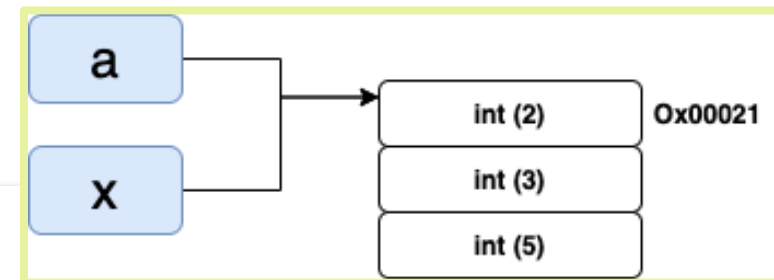 a
int (2) Ox00021
x
int (3)
int (5)